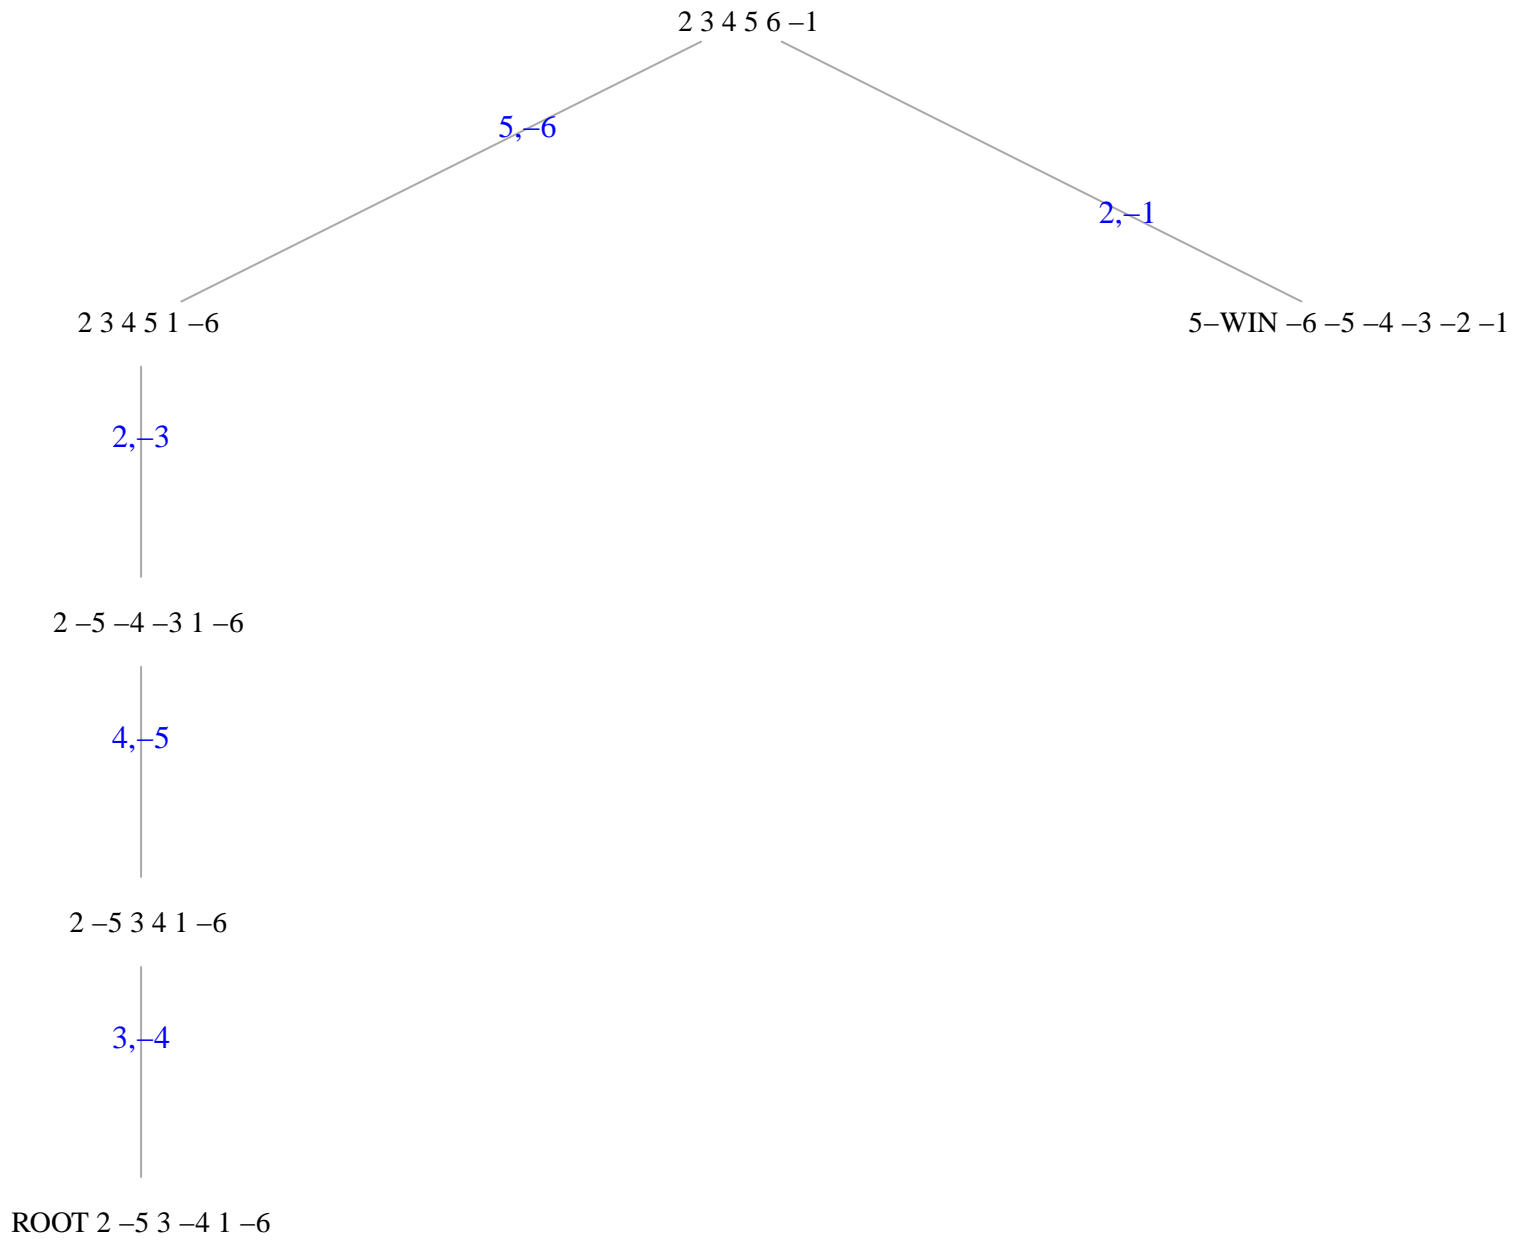 2 3 4 5 6 –1
5,–6
2,–1
2 3 4 5 1 –6
5–WIN –6 –5 –4 –3 –2 –1
2,–3
2 –5 –4 –3 1 –6
4,–5
2 –5 3 4 1 –6
3,–4
ROOT 2 –5 3 –4 1 –6